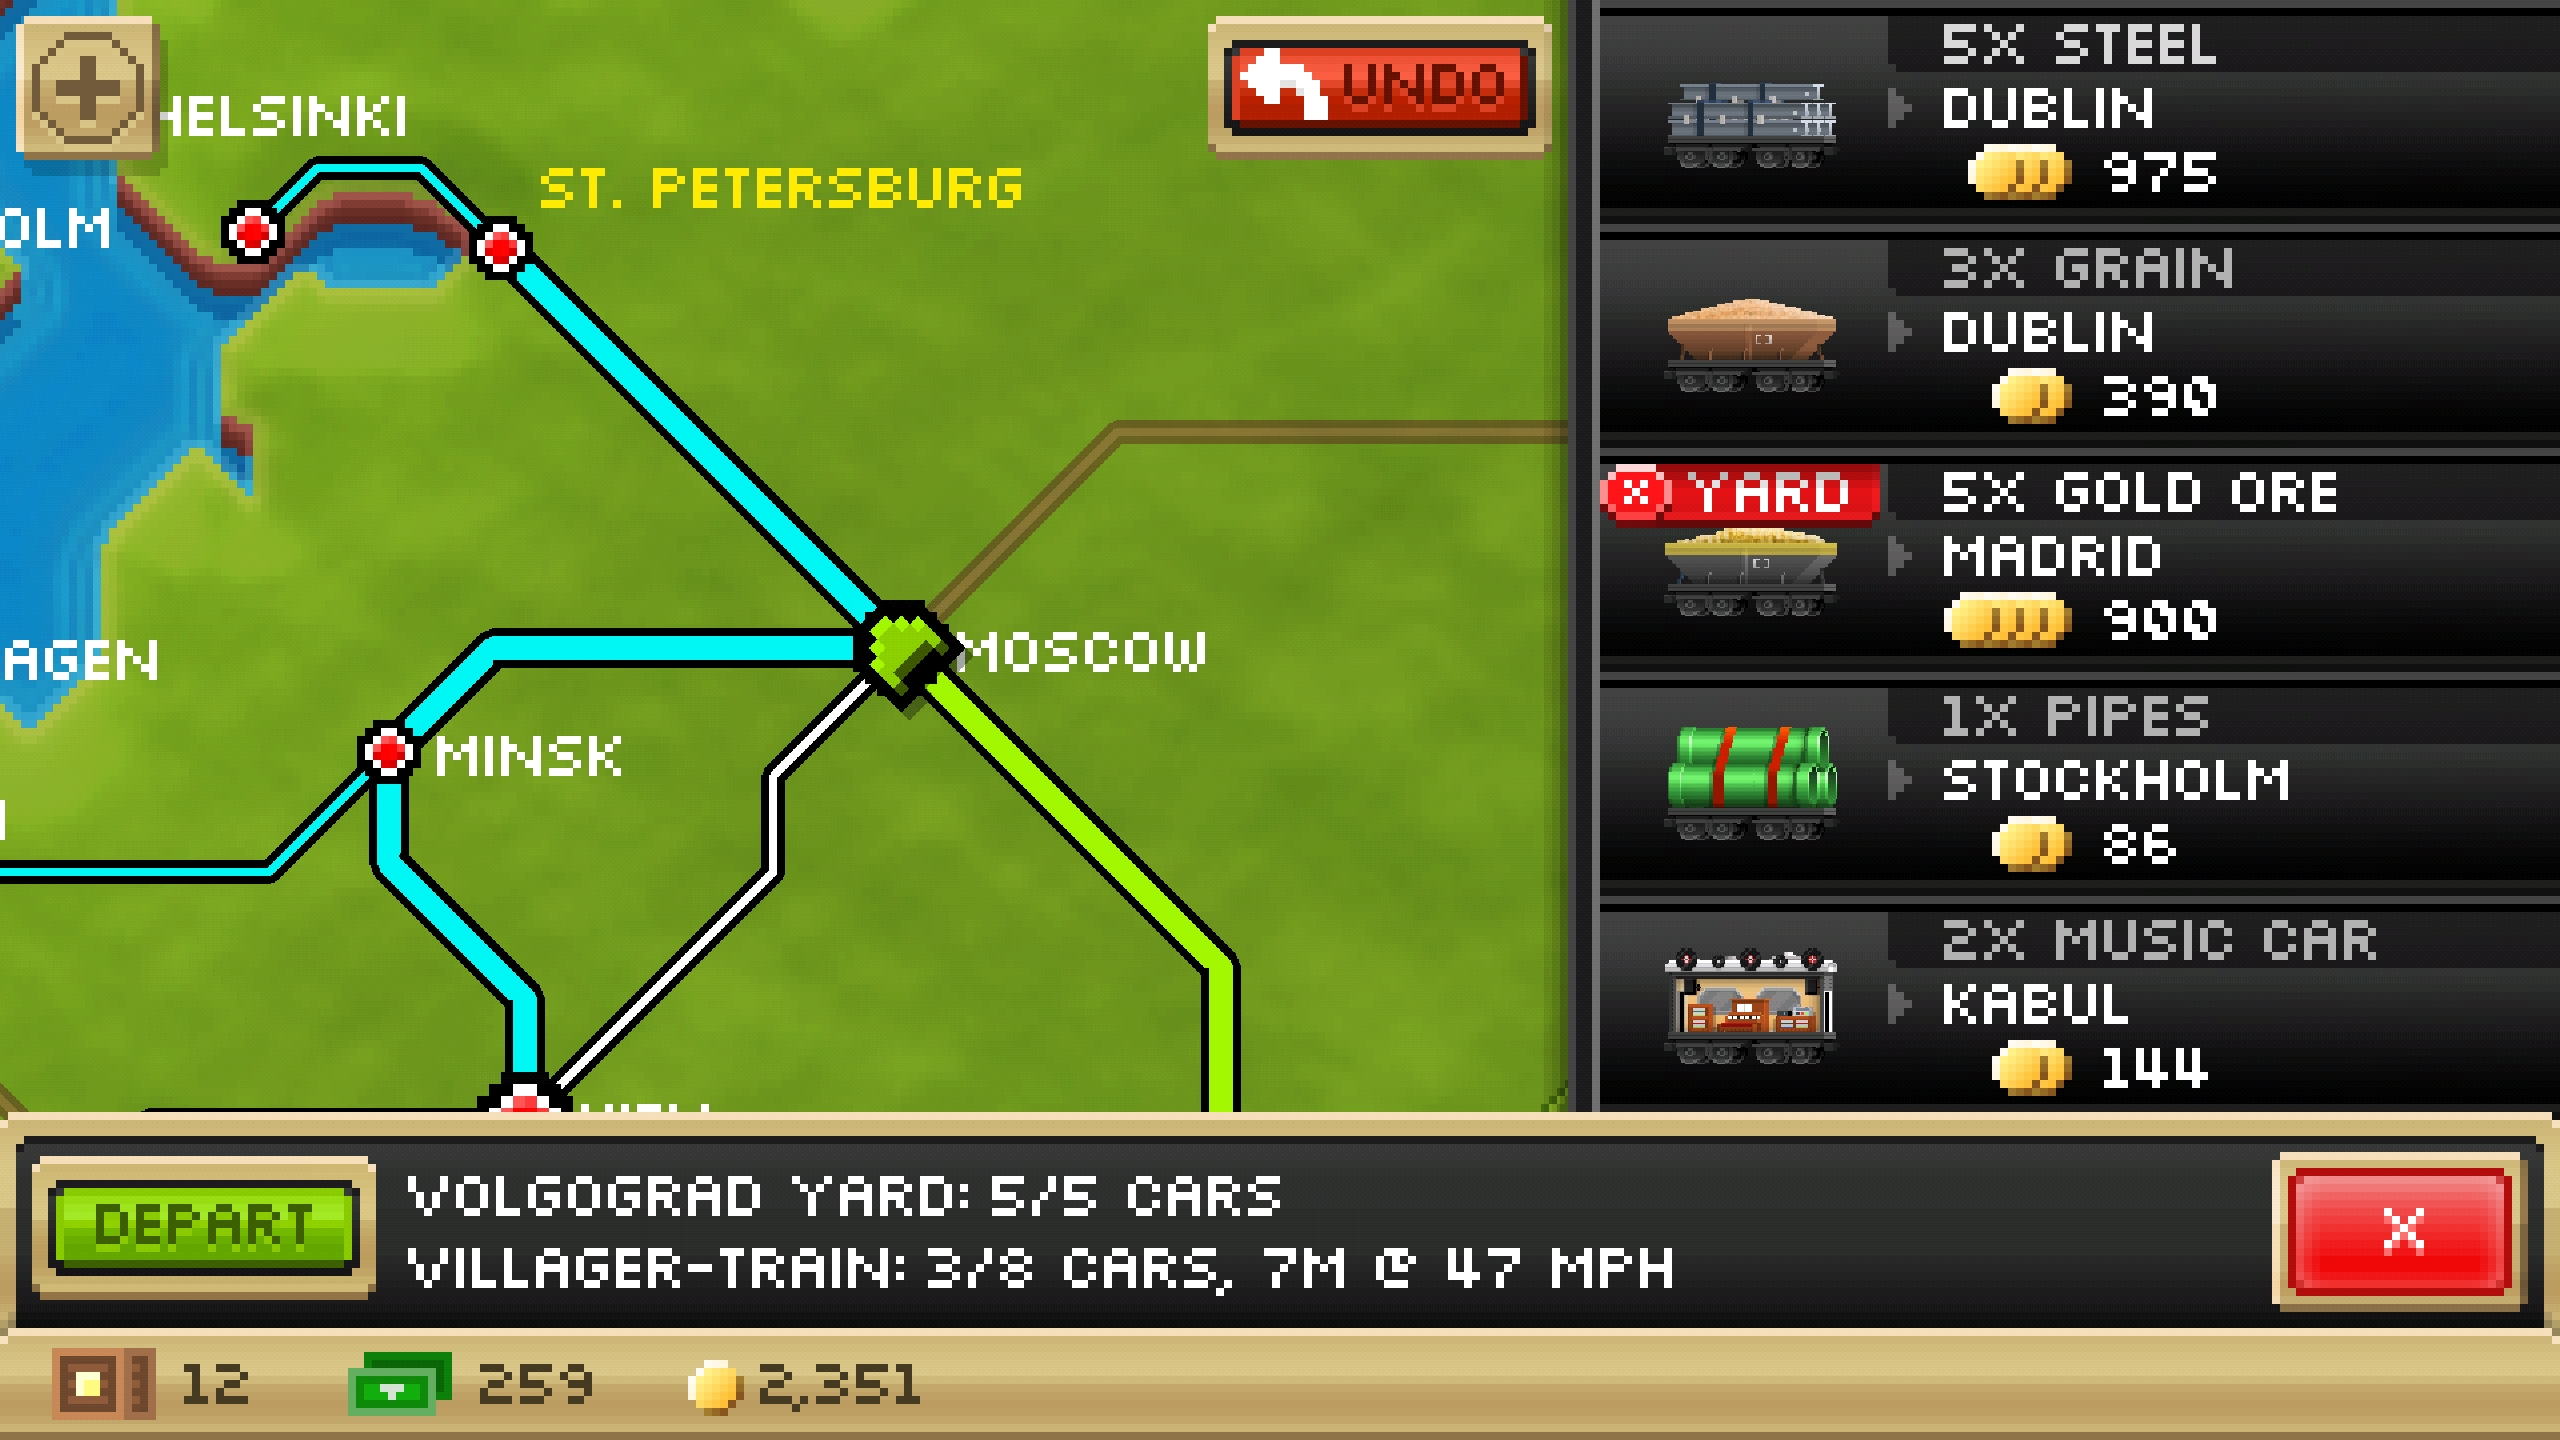 HELSINKI
UNDO
ST. PETERSBURG
OLM
AGEN
MOSCOW
MINSK
5X STEEL
DUBLIN
975
3X GRAIN
DUBLIN
390
X YARD
5X GOLD ORE
MADRID
900
1X PIPES
STOCKHOLM
86
2X MUSIC CAR
KABUL
144
DEPART
VOLGOGRAD YARD: 5/5 CARS
VILLAGER-TRAIN: 3/8 CARS, 7M @ 47 MPH
X
12
259
2,351